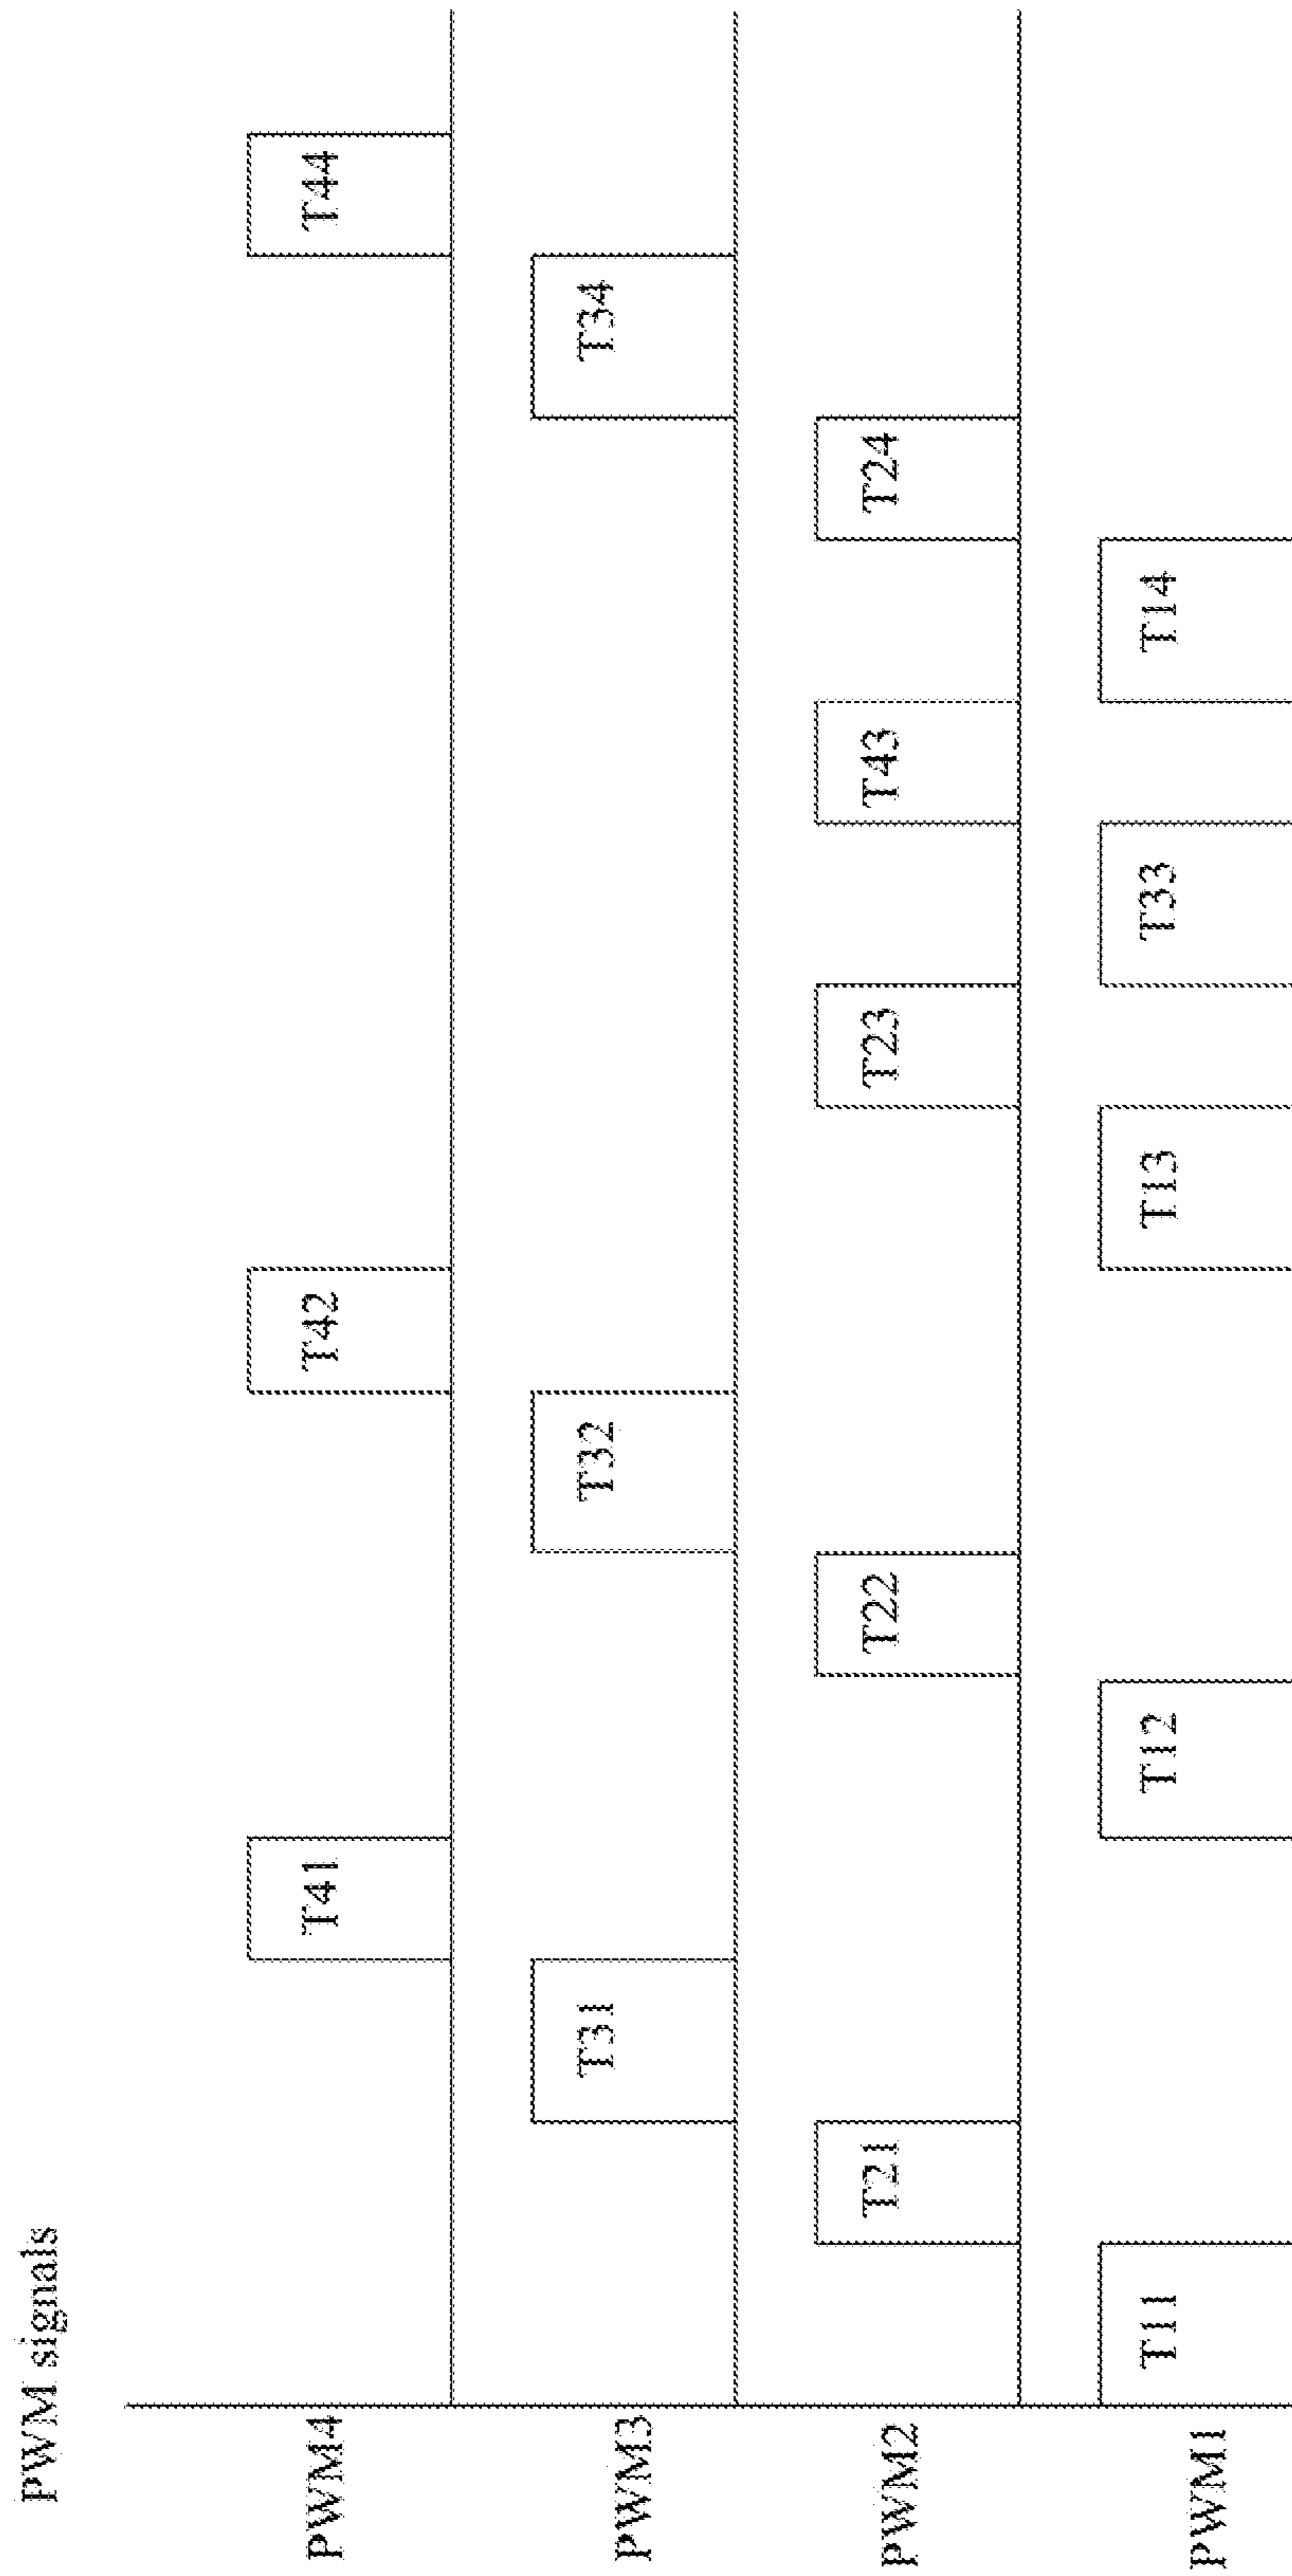 PWM signals
PWM4
T41
T42
T44
PWM3
T31
T32
T34
PWM2
T21
T22
T23
T43
T24
PWM1
T11
T12
T13
T33
T14